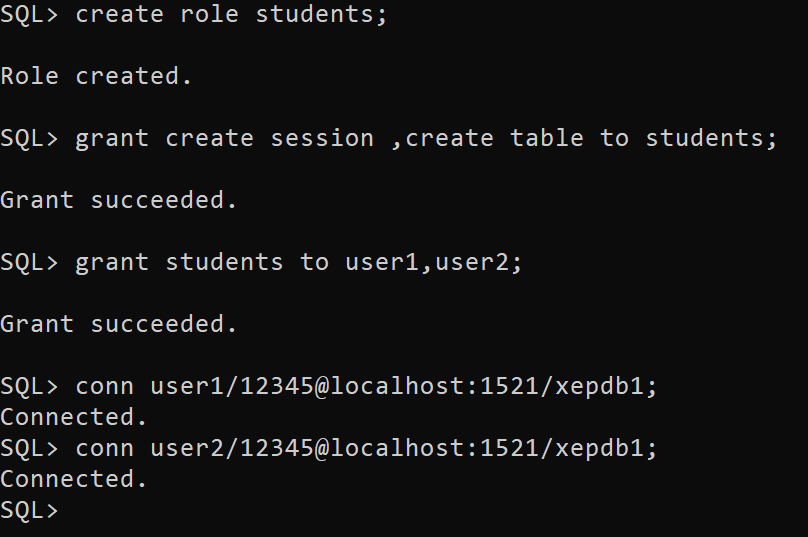 SQL> create role students;
Role created.
SQL> grant create session ,create table to students;
Grant succeeded.
SQL> grant students to user1,user2;
Grant succeeded.
SQL> conn user1/12345@localhost:1521/xepdb1;
Connected.
SQL> conn user2/12345@localhost:1521/xepdb1;
Connected.
SQL>